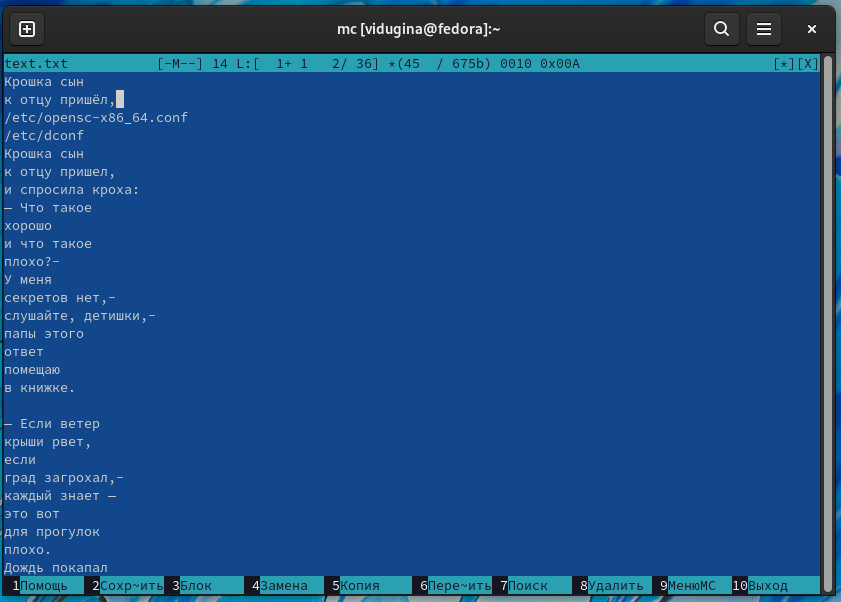 mc [vidugina@fedora]:~
text.txt [-M--] 14 L:[ 1+ 1 2/ 36] *(45 / 675b) 0010 0x00A [*][X]
Крошка сын
к отцу пришёл,
/etc/opensc-x86_64.conf
/etc/dconf
Крошка сын
к отцу пришел,
и спросила кроха:
— Что такое
хорошо
и что такое
плохо?-
У меня
секретов нет,-
слушайте, детишки,-
папы этого
ответ
помещаю
в книжке.
— Если ветер
крыши рвет,
если
град загрохал,-
каждый знает —
это вот
для прогулок
плохо.
Дождь покапал
1Помощь 2Сохр~ить 3Блок 4Замена 5Копия 6Пере~ить 7Поиск 8Удалить 9МенюМС 10Выход